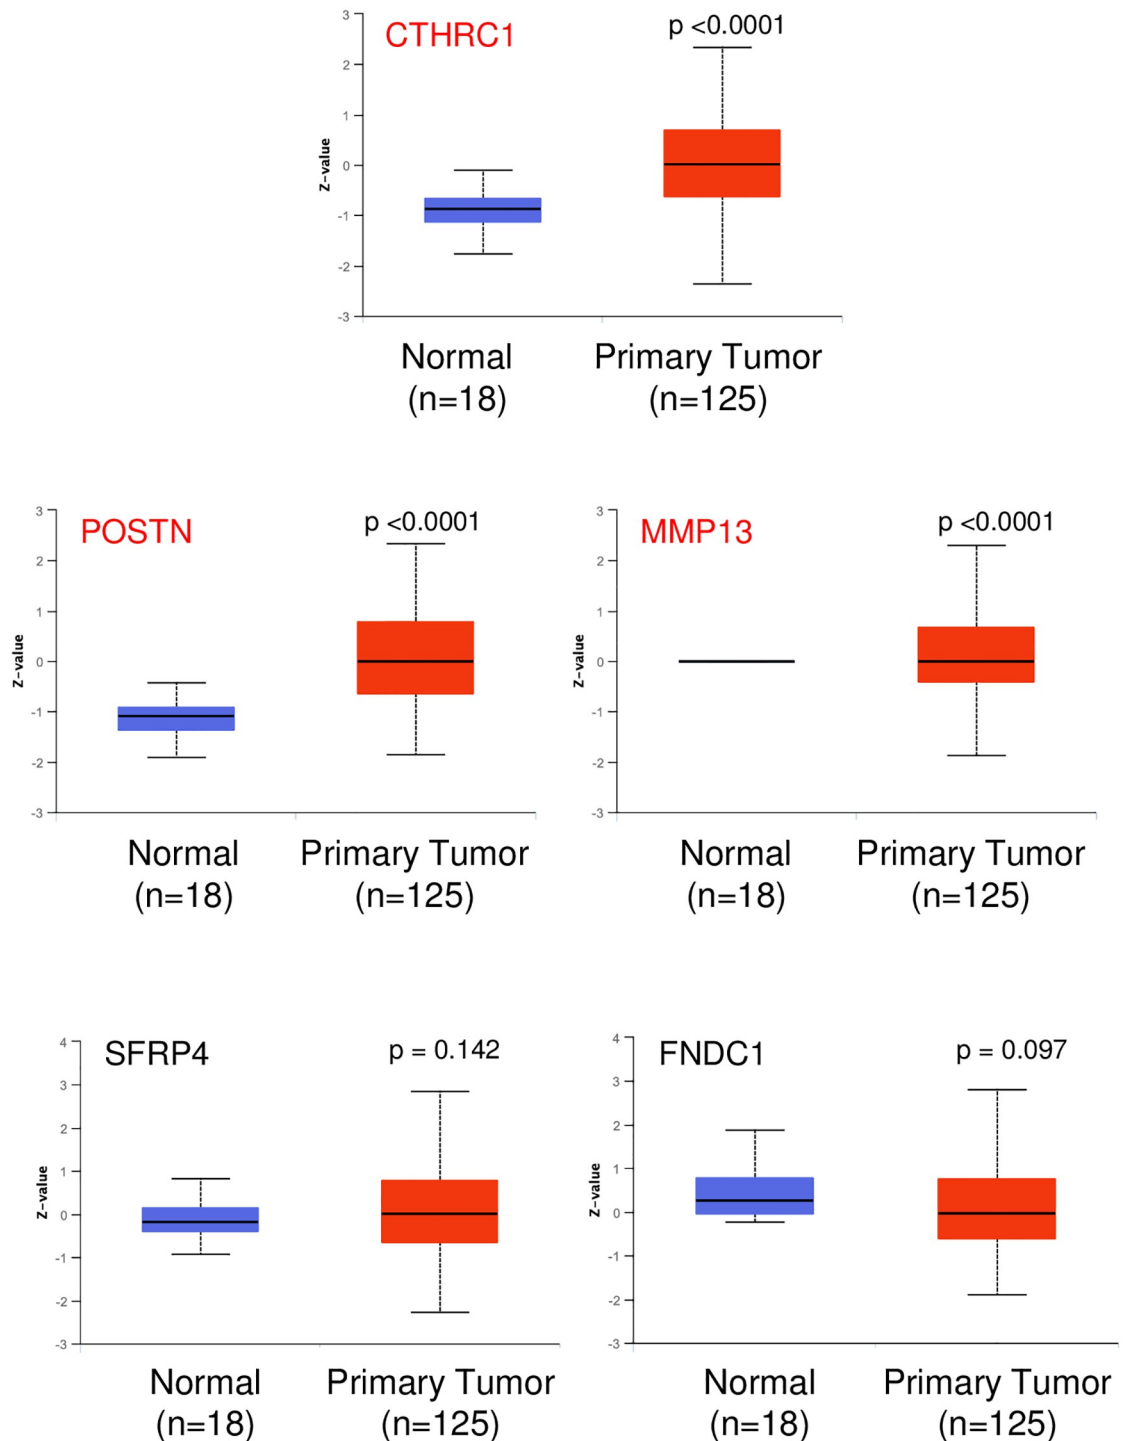 CTHRC1
p <0.0001
3
2
1
0
-1
-2
-3
Z-value
Normal
(n=18)
Primary Tumor
(n=125)
POSTN
p <0.0001
3
2
1
0
-1
-2
-3
Z-value
Normal
(n=18)
Primary Tumor
(n=125)
MMP13
p <0.0001
3
2
1
0
-1
-2
-3
Z-value
Normal
(n=18)
Primary Tumor
(n=125)
SFRP4
p = 0.142
4
3
2
1
0
-1
-2
-3
Z-value
Normal
(n=18)
Primary Tumor
(n=125)
FNDC1
p = 0.097
4
3
2
1
0
-1
-2
-3
Z-value
Normal
(n=18)
Primary Tumor
(n=125)